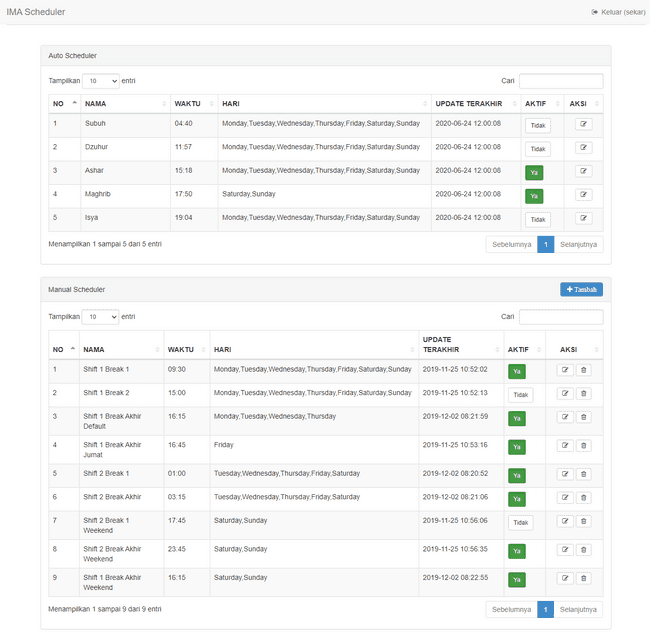 IMA Scheduler
Keluar (sekar)
Auto Scheduler
Tampilkan 10 entri
Cari
NO NAMA WAKTU HARI UPDATE TERAKHIR AKTIF AKSI
1 Subuh 04:40 Monday,Tuesday,Wednesday,Thursday,Friday,Saturday,Sunday 2020-06-24 12:00:08 Tidak
2 Dzuhur 11:57 Monday,Tuesday,Wednesday,Thursday,Friday,Saturday,Sunday 2020-06-24 12:00:08 Tidak
3 Ashar 15:18 Monday,Tuesday,Wednesday,Thursday,Friday,Saturday,Sunday 2020-06-24 12:00:08 Ya
4 Maghrib 17:50 Saturday,Sunday 2020-06-24 12:00:08 Ya
5 Isya 19:04 Monday,Tuesday,Wednesday,Thursday,Friday,Saturday,Sunday 2020-06-24 12:00:08 Tidak
Menampilkan 1 sampai 5 dari 5 entri
Sebelumnya 1 Selanjutnya
Manual Scheduler
Tambah
Tampilkan 10 entri
Cari
NO NAMA WAKTU HARI UPDATE
TERAKHIR AKTIF AKSI
1 Shift 1 Break 1 09:30 Monday,Tuesday,Wednesday,Thursday,Friday,Saturday,Sunday 2019-11-25 10:52:02 Ya
2 Shift 1 Break 2 15:00 Monday,Tuesday,Wednesday,Thursday,Friday,Saturday,Sunday 2019-11-25 10:52:13 Tidak
3 Shift 1 Break Akhir 16:15 Monday,Tuesday,Wednesday,Thursday 2019-12-02 08:21:59 Ya
Default
4 Shift 1 Break Akhir 16:45 Friday 2019-11-25 10:53:16 Ya
Jumat
5 Shift 2 Break 1 01:00 Tuesday,Wednesday,Thursday,Friday,Saturday 2019-12-02 08:20:52 Ya
6 Shift 2 Break Akhir 03:15 Tuesday,Wednesday,Thursday,Friday,Saturday 2019-12-02 08:21:06 Ya
7 Shift 2 Break 1 17:45 Saturday,Sunday 2019-11-25 10:56:06 Tidak
Weekend
8 Shift 2 Break Akhir 23:45 Saturday,Sunday 2019-11-25 10:56:35 Ya
Weekend
9 Shift 1 Break Akhir 16:15 Saturday,Sunday 2019-12-02 08:22:55 Ya
Weekend
Menampilkan 1 sampai 9 dari 9 entri
Sebelumnya 1 Selanjutnya